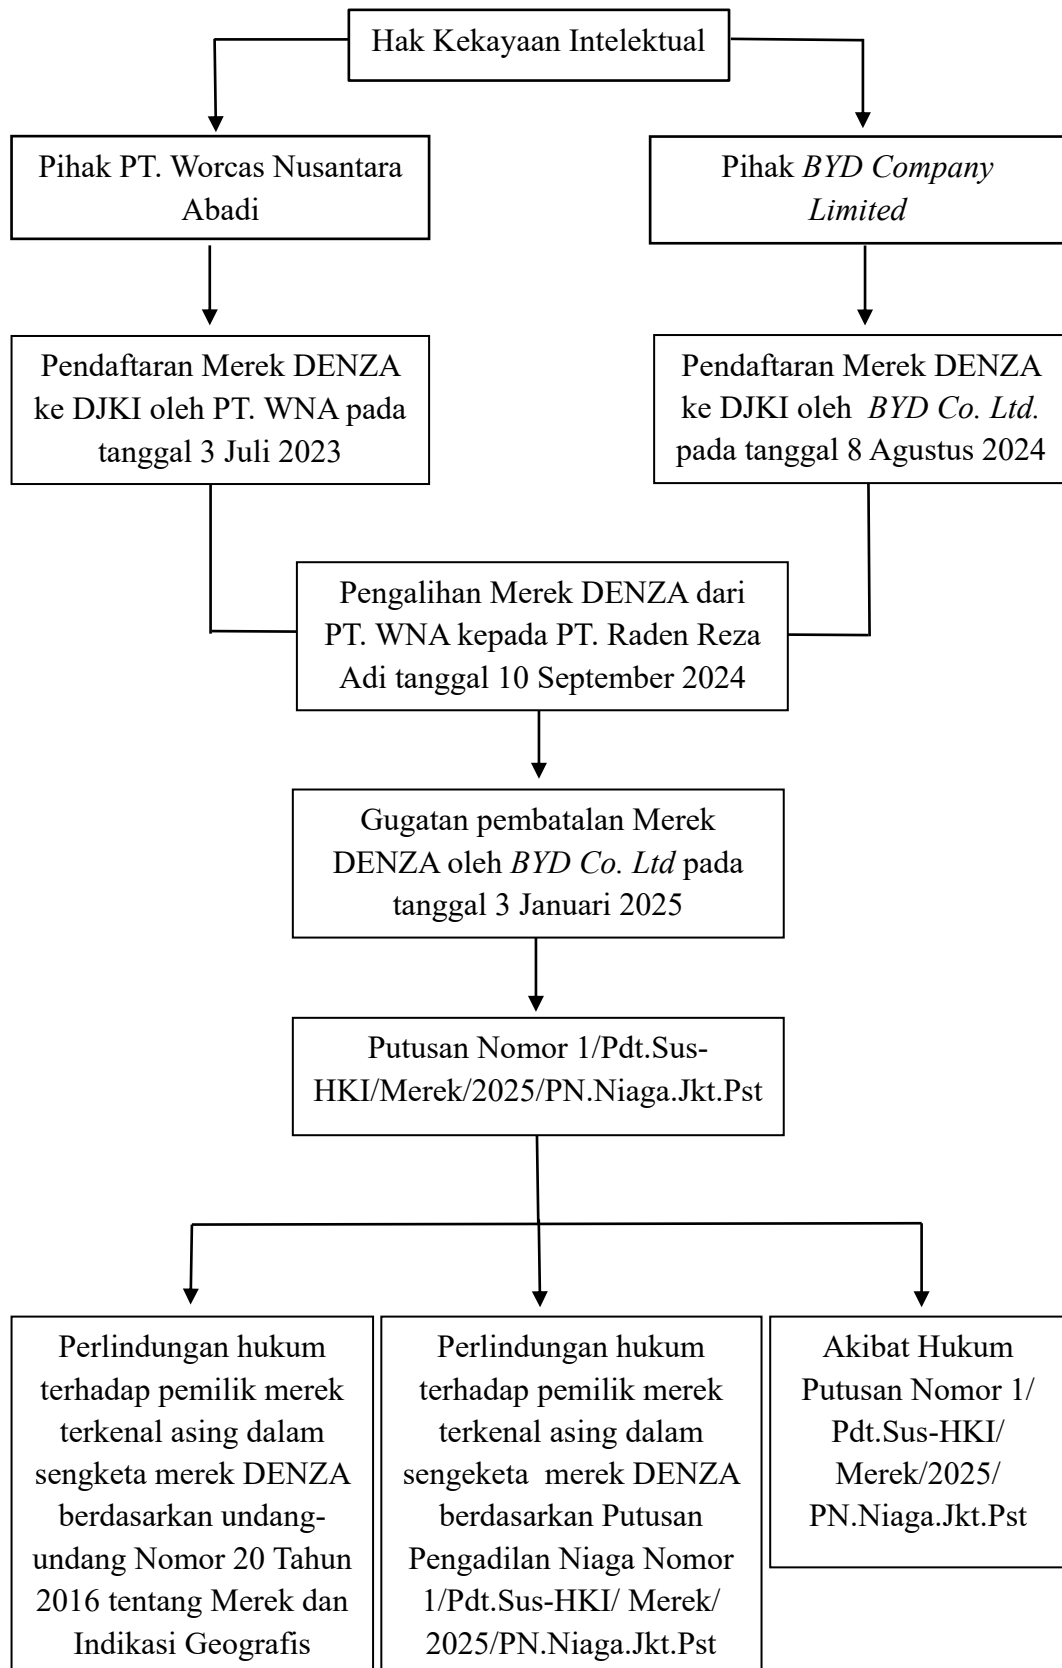 Hak Kekayaan Intelektual
Pihak PT. Worcas Nusantara
Abadi
Pihak BYD Company
Limited
Pendaftaran Merek DENZA
ke DJKI oleh PT. WNA pada
tanggal 3 Juli 2023
Pendaftaran Merek DENZA
ke DJKI oleh BYD Co. Ltd.
pada tanggal 8 Agustus 2024
Pengalihan Merek DENZA dari
PT. WNA kepada PT. Raden Reza
Adi tanggal 10 September 2024
Gugatan pembatalan Merek
DENZA oleh BYD Co. Ltd pada
tanggal 3 Januari 2025
Putusan Nomor 1/Pdt.Sus-
HKI/Merek/2025/PN.Niaga.Jkt.Pst
Perlindungan hukum
terhadap pemilik merek
terkenal asing dalam
sengketa merek DENZA
berdasarkan undang-
undang Nomor 20 Tahun
2016 tentang Merek dan
Indikasi Geografis
Perlindungan hukum
terhadap pemilik merek
terkenal asing dalam
sengeketa merek DENZA
berdasarkan Putusan
Pengadilan Niaga Nomor
1/Pdt.Sus-HKI/ Merek/
2025/PN.Niaga.Jkt.Pst
Akibat Hukum
Putusan Nomor 1/
Pdt.Sus-HKI/
Merek/2025/
PN.Niaga.Jkt.Pst